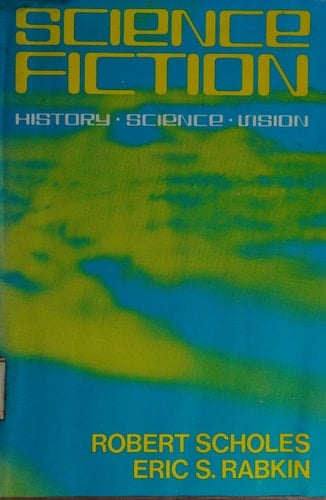 SCIENCE
FICTION
HISTORY · SCIENCE · VISION
ROBERT SCHOLES
ERIC S. RABKIN